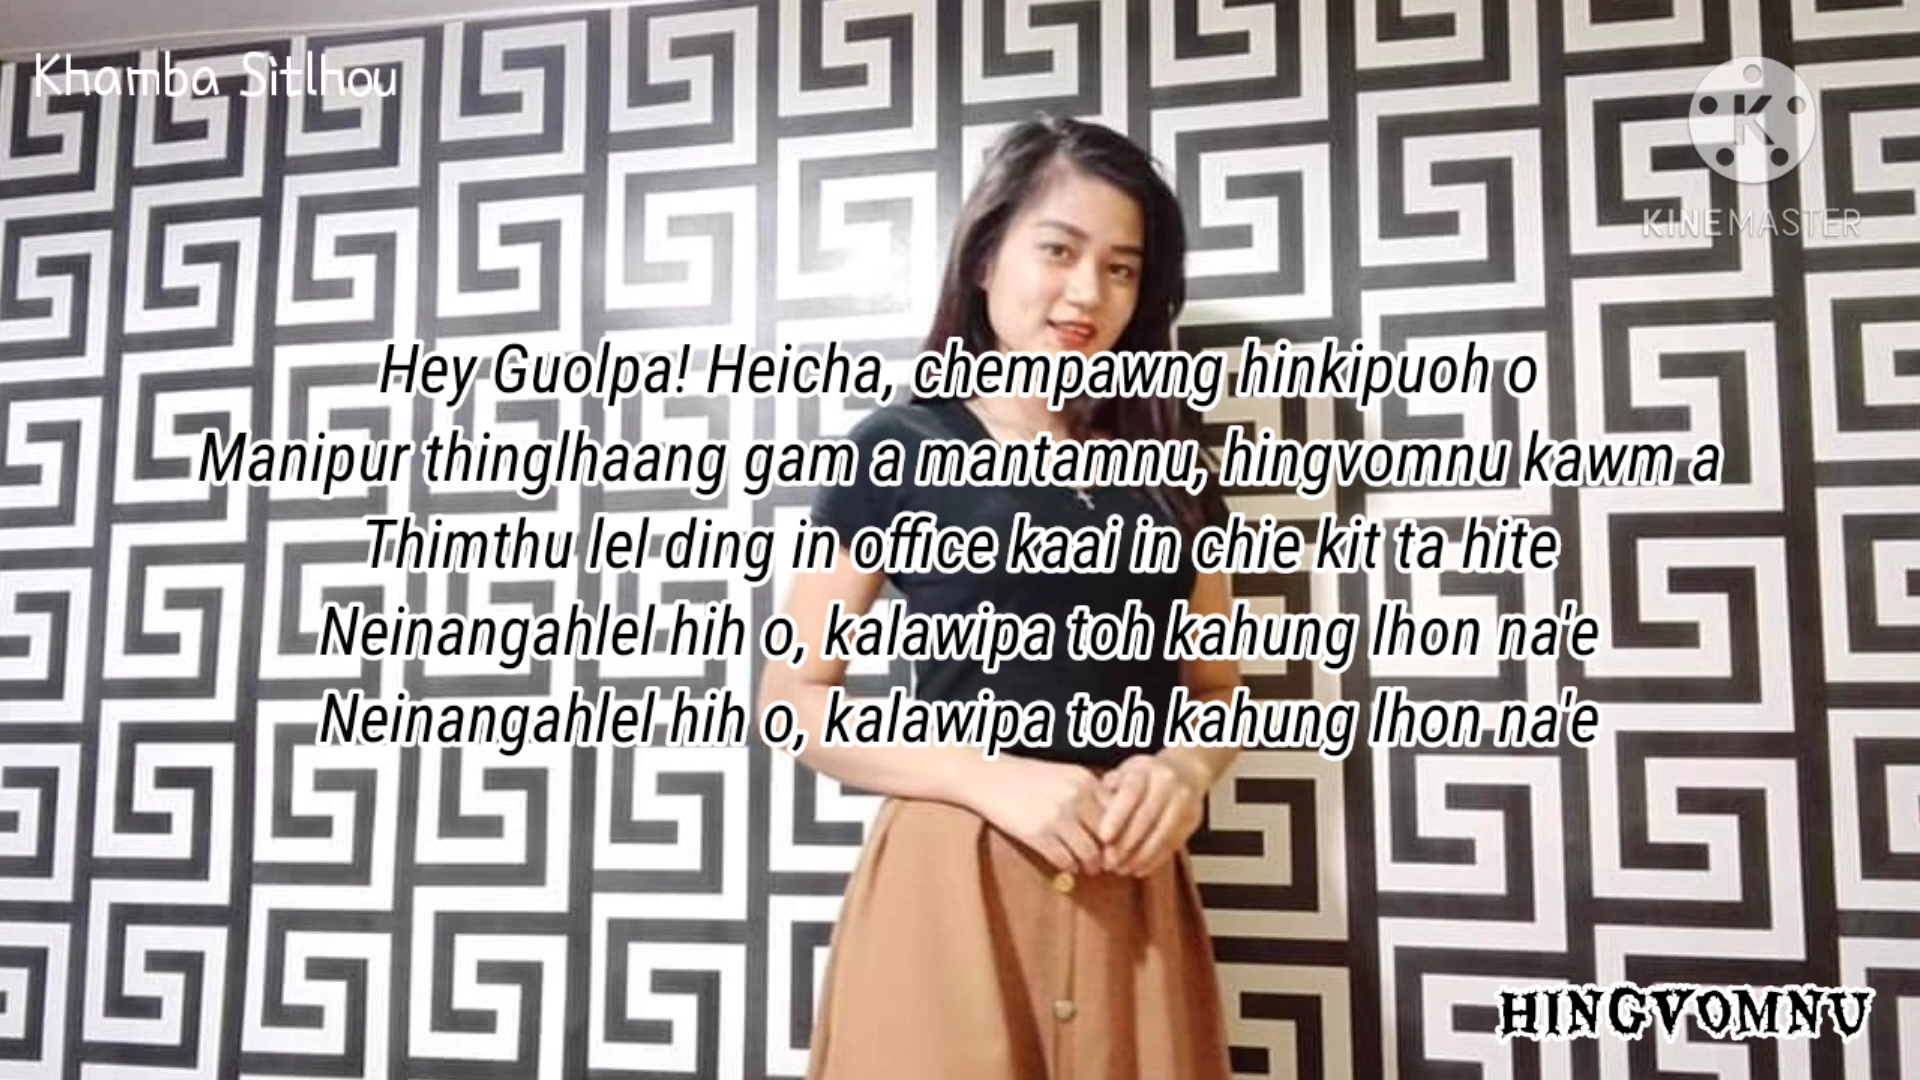 Khamba Sitlhou
KINEMASTER
Hey Guolpa! Heicha, chempawng hinkipuoh o
Manipur thinglhaang gam a mantamnu, hingvomnu kawm a
Thimthu lel ding in office kaai in chie kit ta hite
Neinangahlel hih o, kalawipa toh kahung lhon na'e
Neinangahlel hih o, kalawipa toh kahung lhon na'e
HINGVOMNU